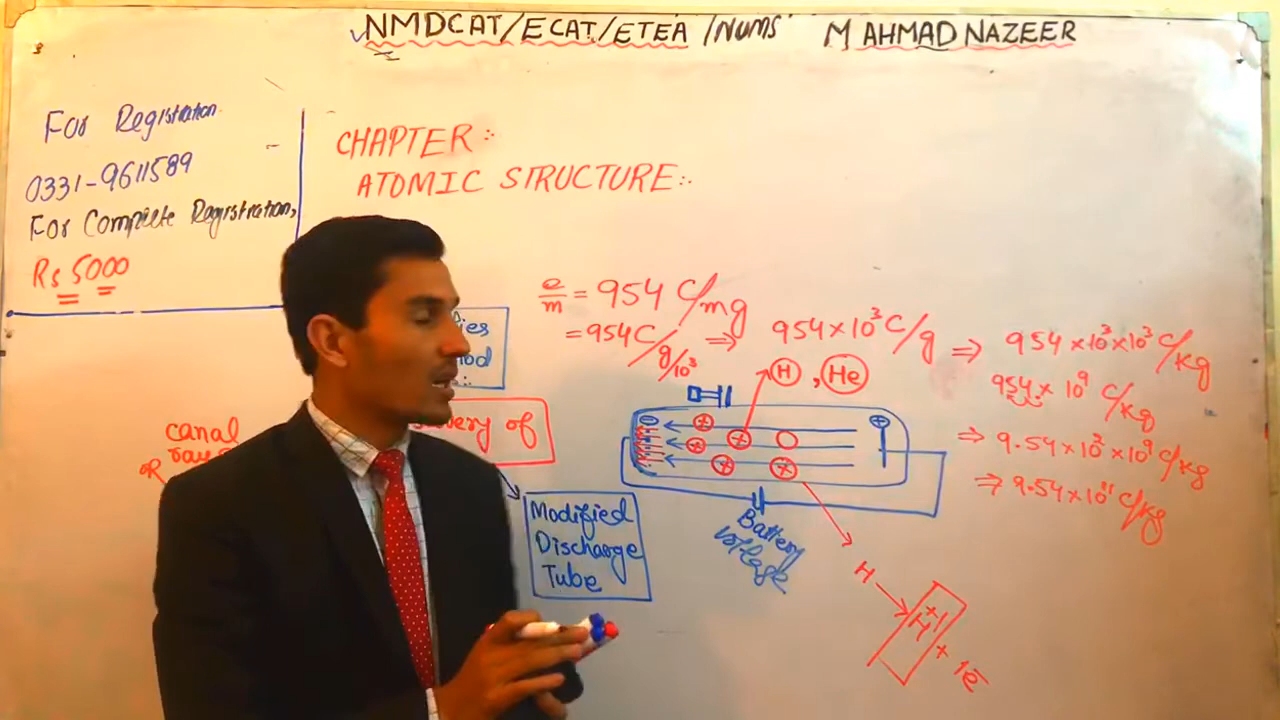 NMDCAT/ECAT/ETEA/NUMS M AHMAD NAZEER
For Registration
0331-9611589
For Complete Registration,
Rs 5000
CHAPTER:-
ATOMIC STRUCTURE:-
e/m = 954 C/mg
= 954 C/g/10³ ⇒ 954 × 10³ C/g ⇒ 954 × 10³ × 10³ C/kg
954 × 10⁹ C/kg
⇒ 9.54 × 10² × 10⁹ C/kg
⇒ 9.54 × 10¹¹ C/kg
H, He
canal
or
of
Modified
Discharge
Tube
Battery
voltage
H → H⁺¹ + 1e⁻